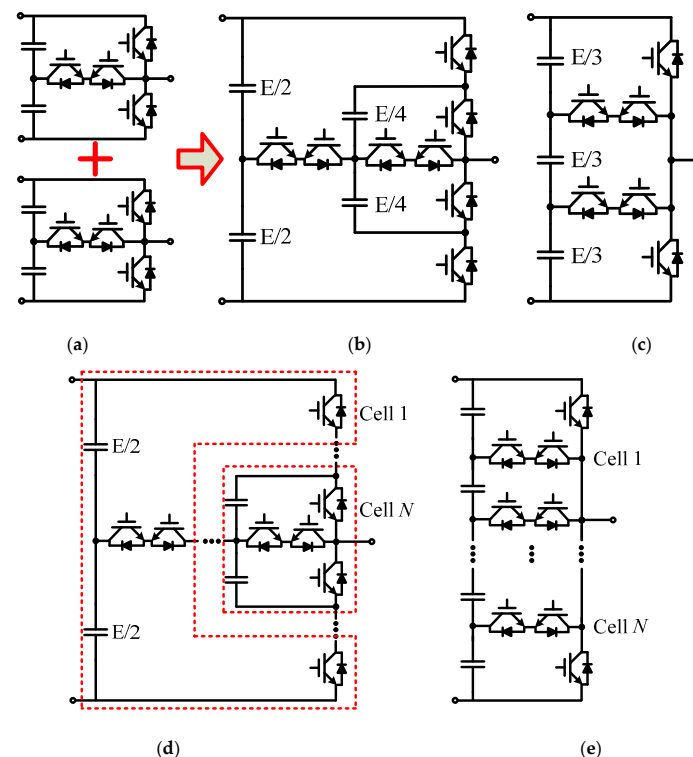 E/2
E/4
E/4
E/2
E/3
E/3
E/3
(a)
(b)
(c)
Cell 1
E/2
Cell N
E/2
Cell 1
Cell N
(d)
(e)